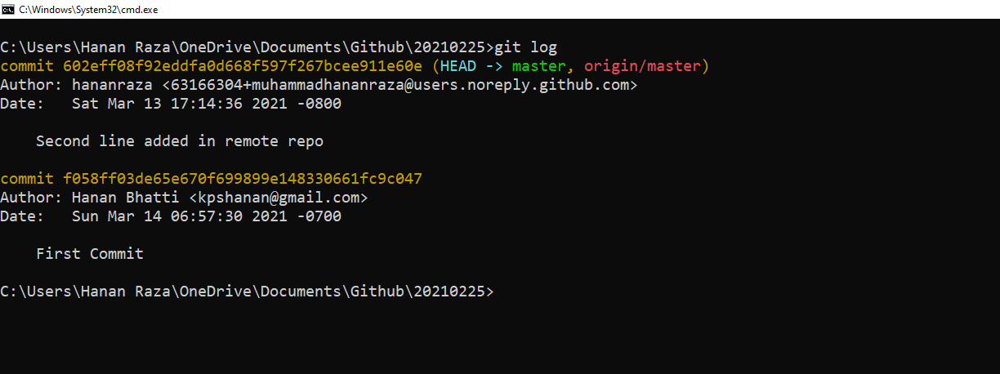 C:\Windows\System32\cmd.exe
C:\Users\Hanan Raza\OneDrive\Documents\Github\20210225>git log
commit 602eff08f92eddfa0d668f597f267bcee911e60e (HEAD -> master, origin/master)
Author: hananraza <63166304+muhammadhananraza@users.noreply.github.com>
Date:   Sat Mar 13 17:14:36 2021 -0800
    Second line added in remote repo
commit f058ff03de65e670f699899e148330661fc9c047
Author: Hanan Bhatti <kpshanan@gmail.com>
Date:   Sun Mar 14 06:57:30 2021 -0700
    First Commit
C:\Users\Hanan Raza\OneDrive\Documents\Github\20210225>